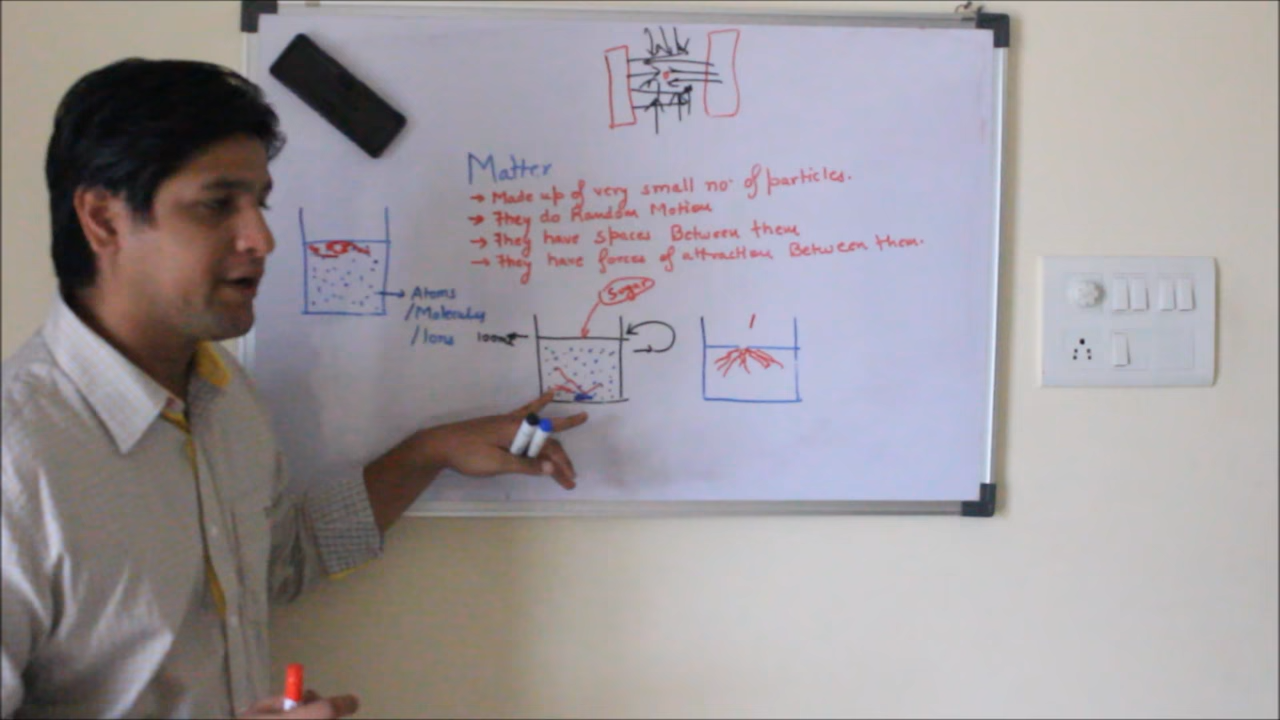 Matter
→ Made up of very small no. of particles.
→ They do Random Motion
→ They have spaces Between them
→ They have forces of attraction Between them.
Sugar
Atoms
/Molecules
/Ions